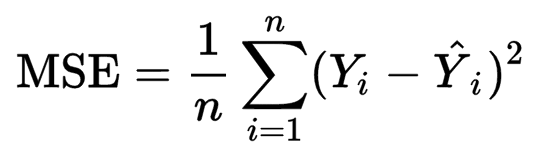 MSE = \frac{1}{n} \sum_{i=1}^{n} (Y_i - \hat{Y}_i)^2